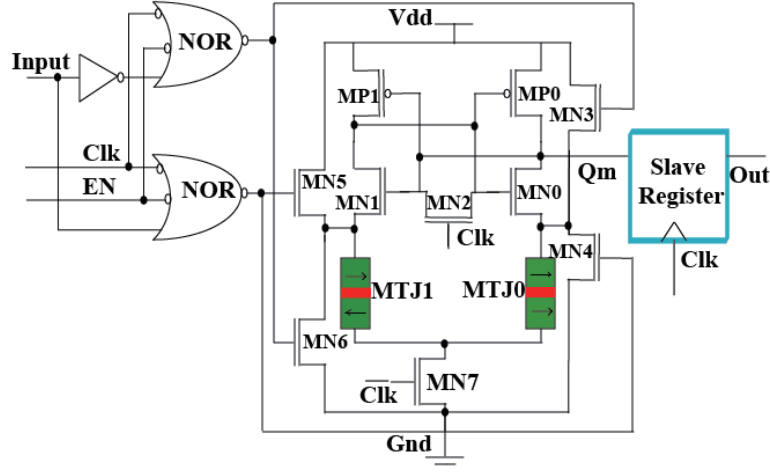 NOR
Vdd
Input
MP1
MP0
MN3
Clk
NOR
EN
MN5
MN1
MN2
MN0
Qm
Slave
Register
Out
Clk
MN4
Clk
MTJ1
MTJ0
MN6
MN7
Clk
Gnd